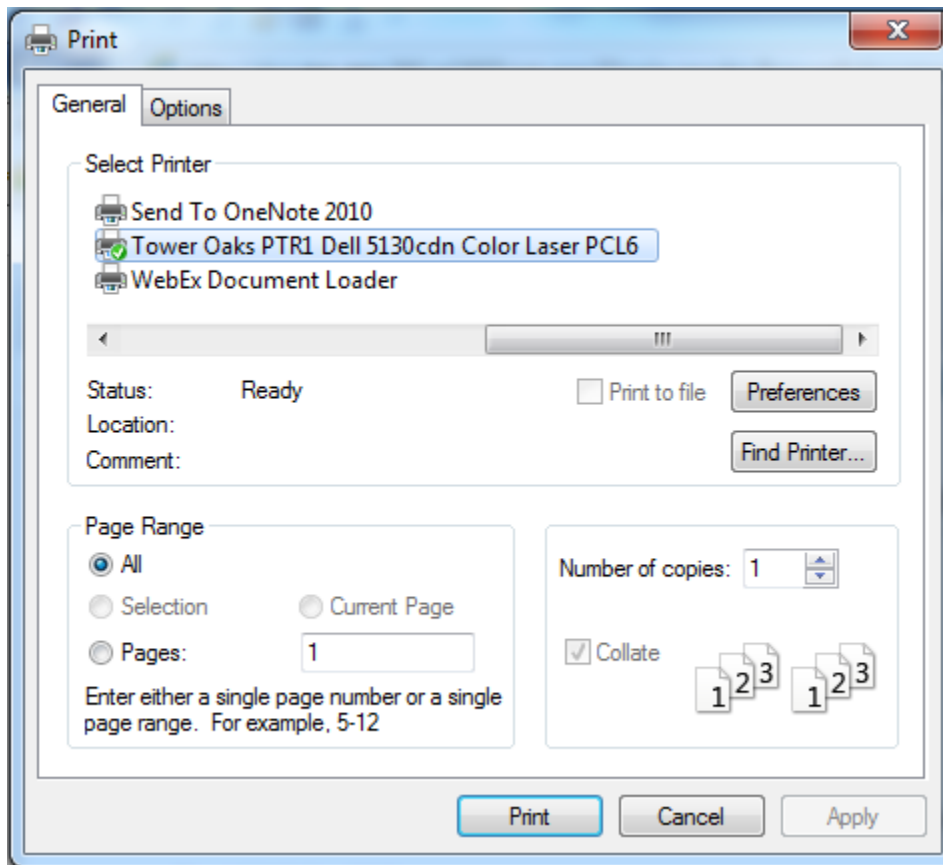 Print
General Options
Select Printer
Send To OneNote 2010
Tower Oaks PTR1 Dell 5130cdn Color Laser PCL6
WebEx Document Loader
Status: Ready
Print to file
Preferences
Location:
Comment:
Find Printer...
Page Range
All
Selection Current Page
Pages: 1
Enter either a single page number or a single
page range. For example, 5-12
Number of copies: 1
Collate
1 2 3 1 2 3
Print Cancel Apply